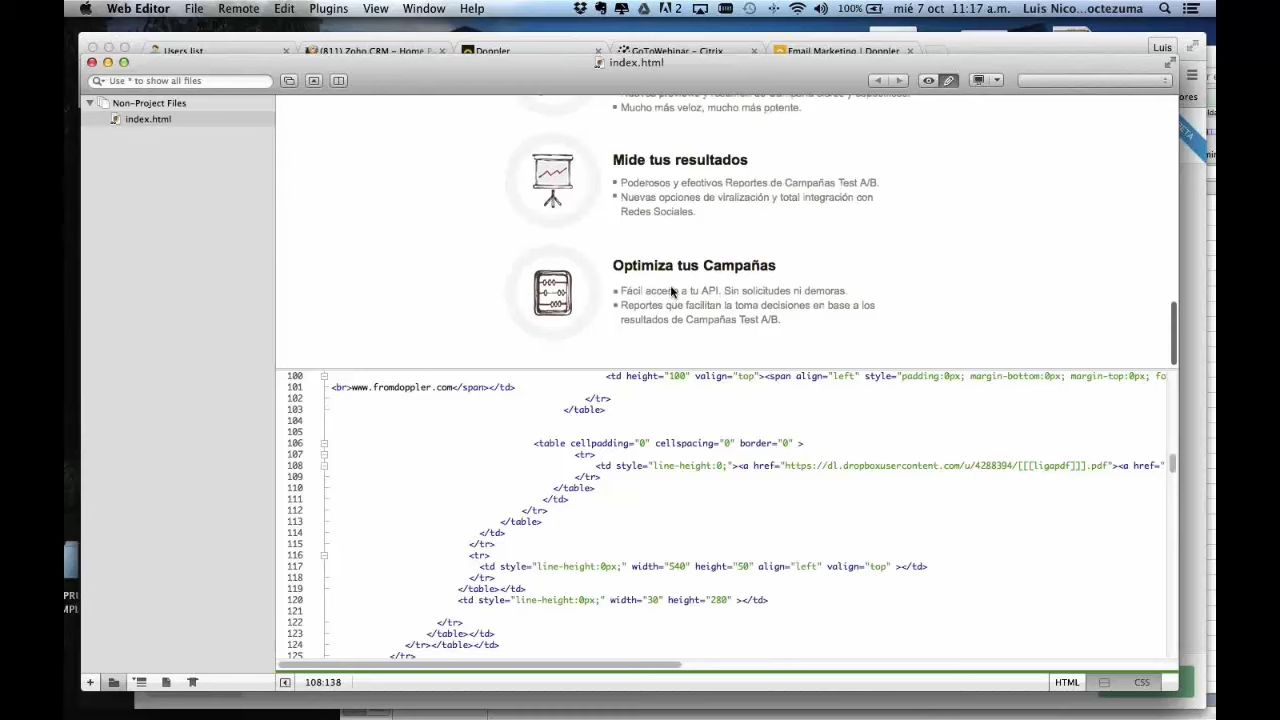 Web Editor File Remote Edit Plugins View Window Help 2 100% mié 7 oct 11:17 a.m. Luis Nico...octezuma
Users list (811) Zoho CRM - Home Doppler GoToWebinar - Citrix Email Marketing | Doppler Luis
index.html
Use * to show all files
Non-Project Files
index.html
Mucho más veloz, mucho más potente.
Mide tus resultados
Poderosos y efectivos Reportes de Campañas Test A/B.
Nuevas opciones de viralización y total integración con
Redes Sociales.
Optimiza tus Campañas
Fácil acceso a tu API. Sin solicitudes ni demoras.
Reportes que facilitan la toma decisiones en base a los
resultados de Campañas Test A/B.
100 <td height="100" valign="top"><span align="left" style="padding:0px; margin-bottom:0px; margin-top:0px; fo
101 <br>www.fromdoppler.com</span></td>
102 </tr>
103 </table>
104
105
106 <table cellpadding="0" cellspacing="0" border="0" >
107 <tr>
108 <td style="line-height:0;"><a href="https://dl.dropboxusercontent.com/u/4288394/[[[ligapdf]]].pdf"><a href="
109 </tr>
110 </table>
111 </td>
112 </tr>
113 </table>
114 </td>
115 </tr>
116 <tr>
117 <td style="line-height:0px;" width="540" height="50" align="left" valign="top" ></td>
118 </tr>
119 </table></td>
120 <td style="line-height:0px;" width="30" height="280" ></td>
121
122 </tr>
123 </table></td>
124 </tr></table></td>
125 </tr>
108:138 HTML CSS